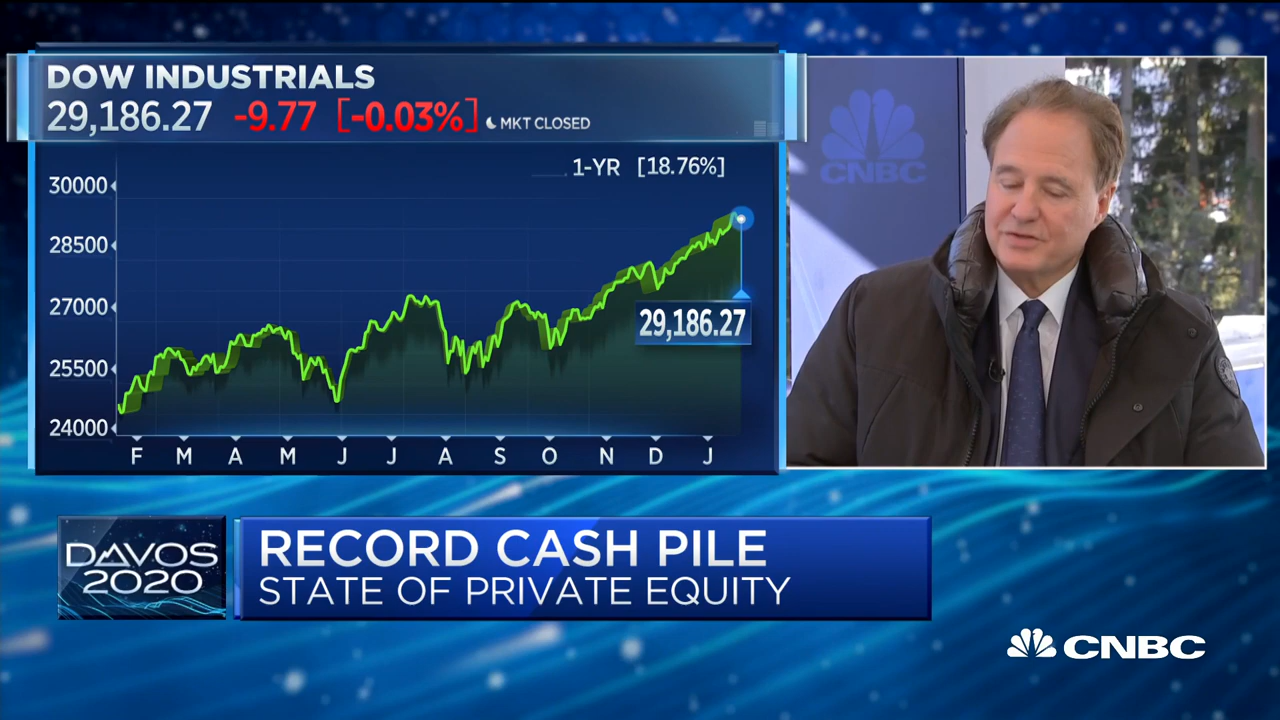 DOW INDUSTRIALS
29,186.27 -9.77 [-0.03%] MKT CLOSED
1-YR [18.76%]
30000
28500
27000
25500
24000
29,186.27
F M A M J J A S O N D J
CNBC
DAVOS
2020
RECORD CASH PILE
STATE OF PRIVATE EQUITY
CNBC